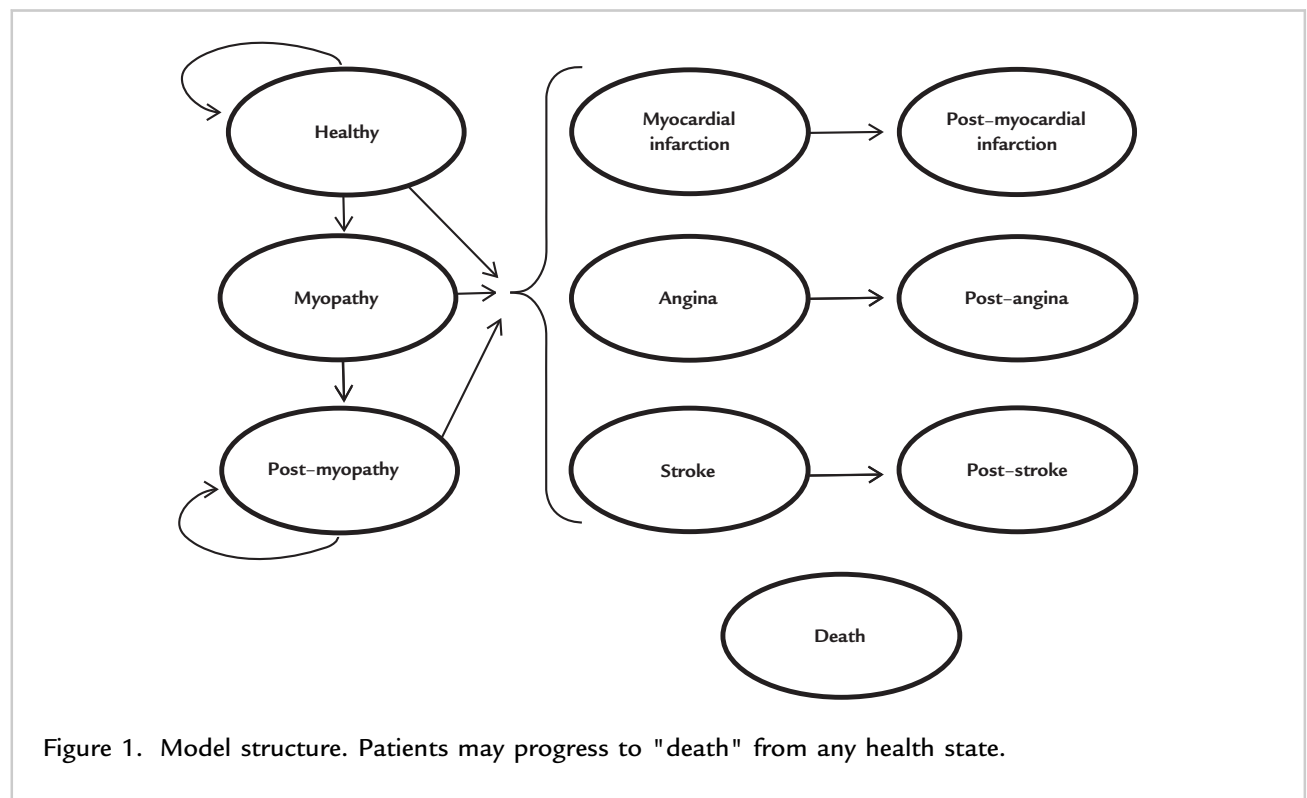 Healthy
Myocardial
infarction
Post–myocardial
infarction
Myopathy
Angina
Post–angina
Post–myopathy
Stroke
Post–stroke
Death
Figure 1. Model structure. Patients may progress to "death" from any health state.